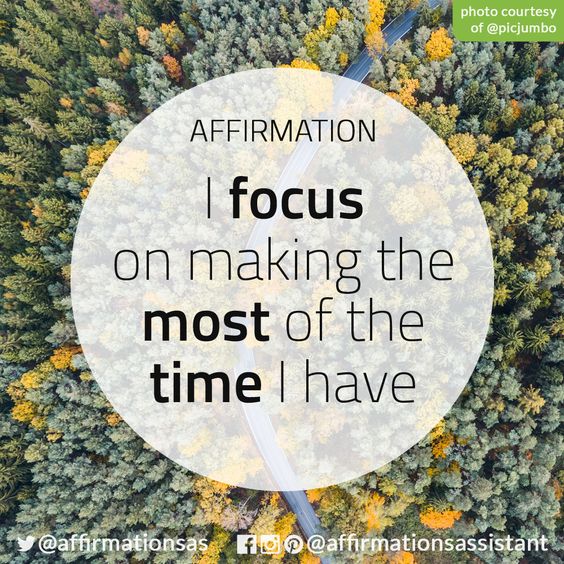 photo courtesy
of @picjumbo
AFFIRMATION
I focus
on making the
most of the
time I have
@affirmationsas
@affirmationsassistant